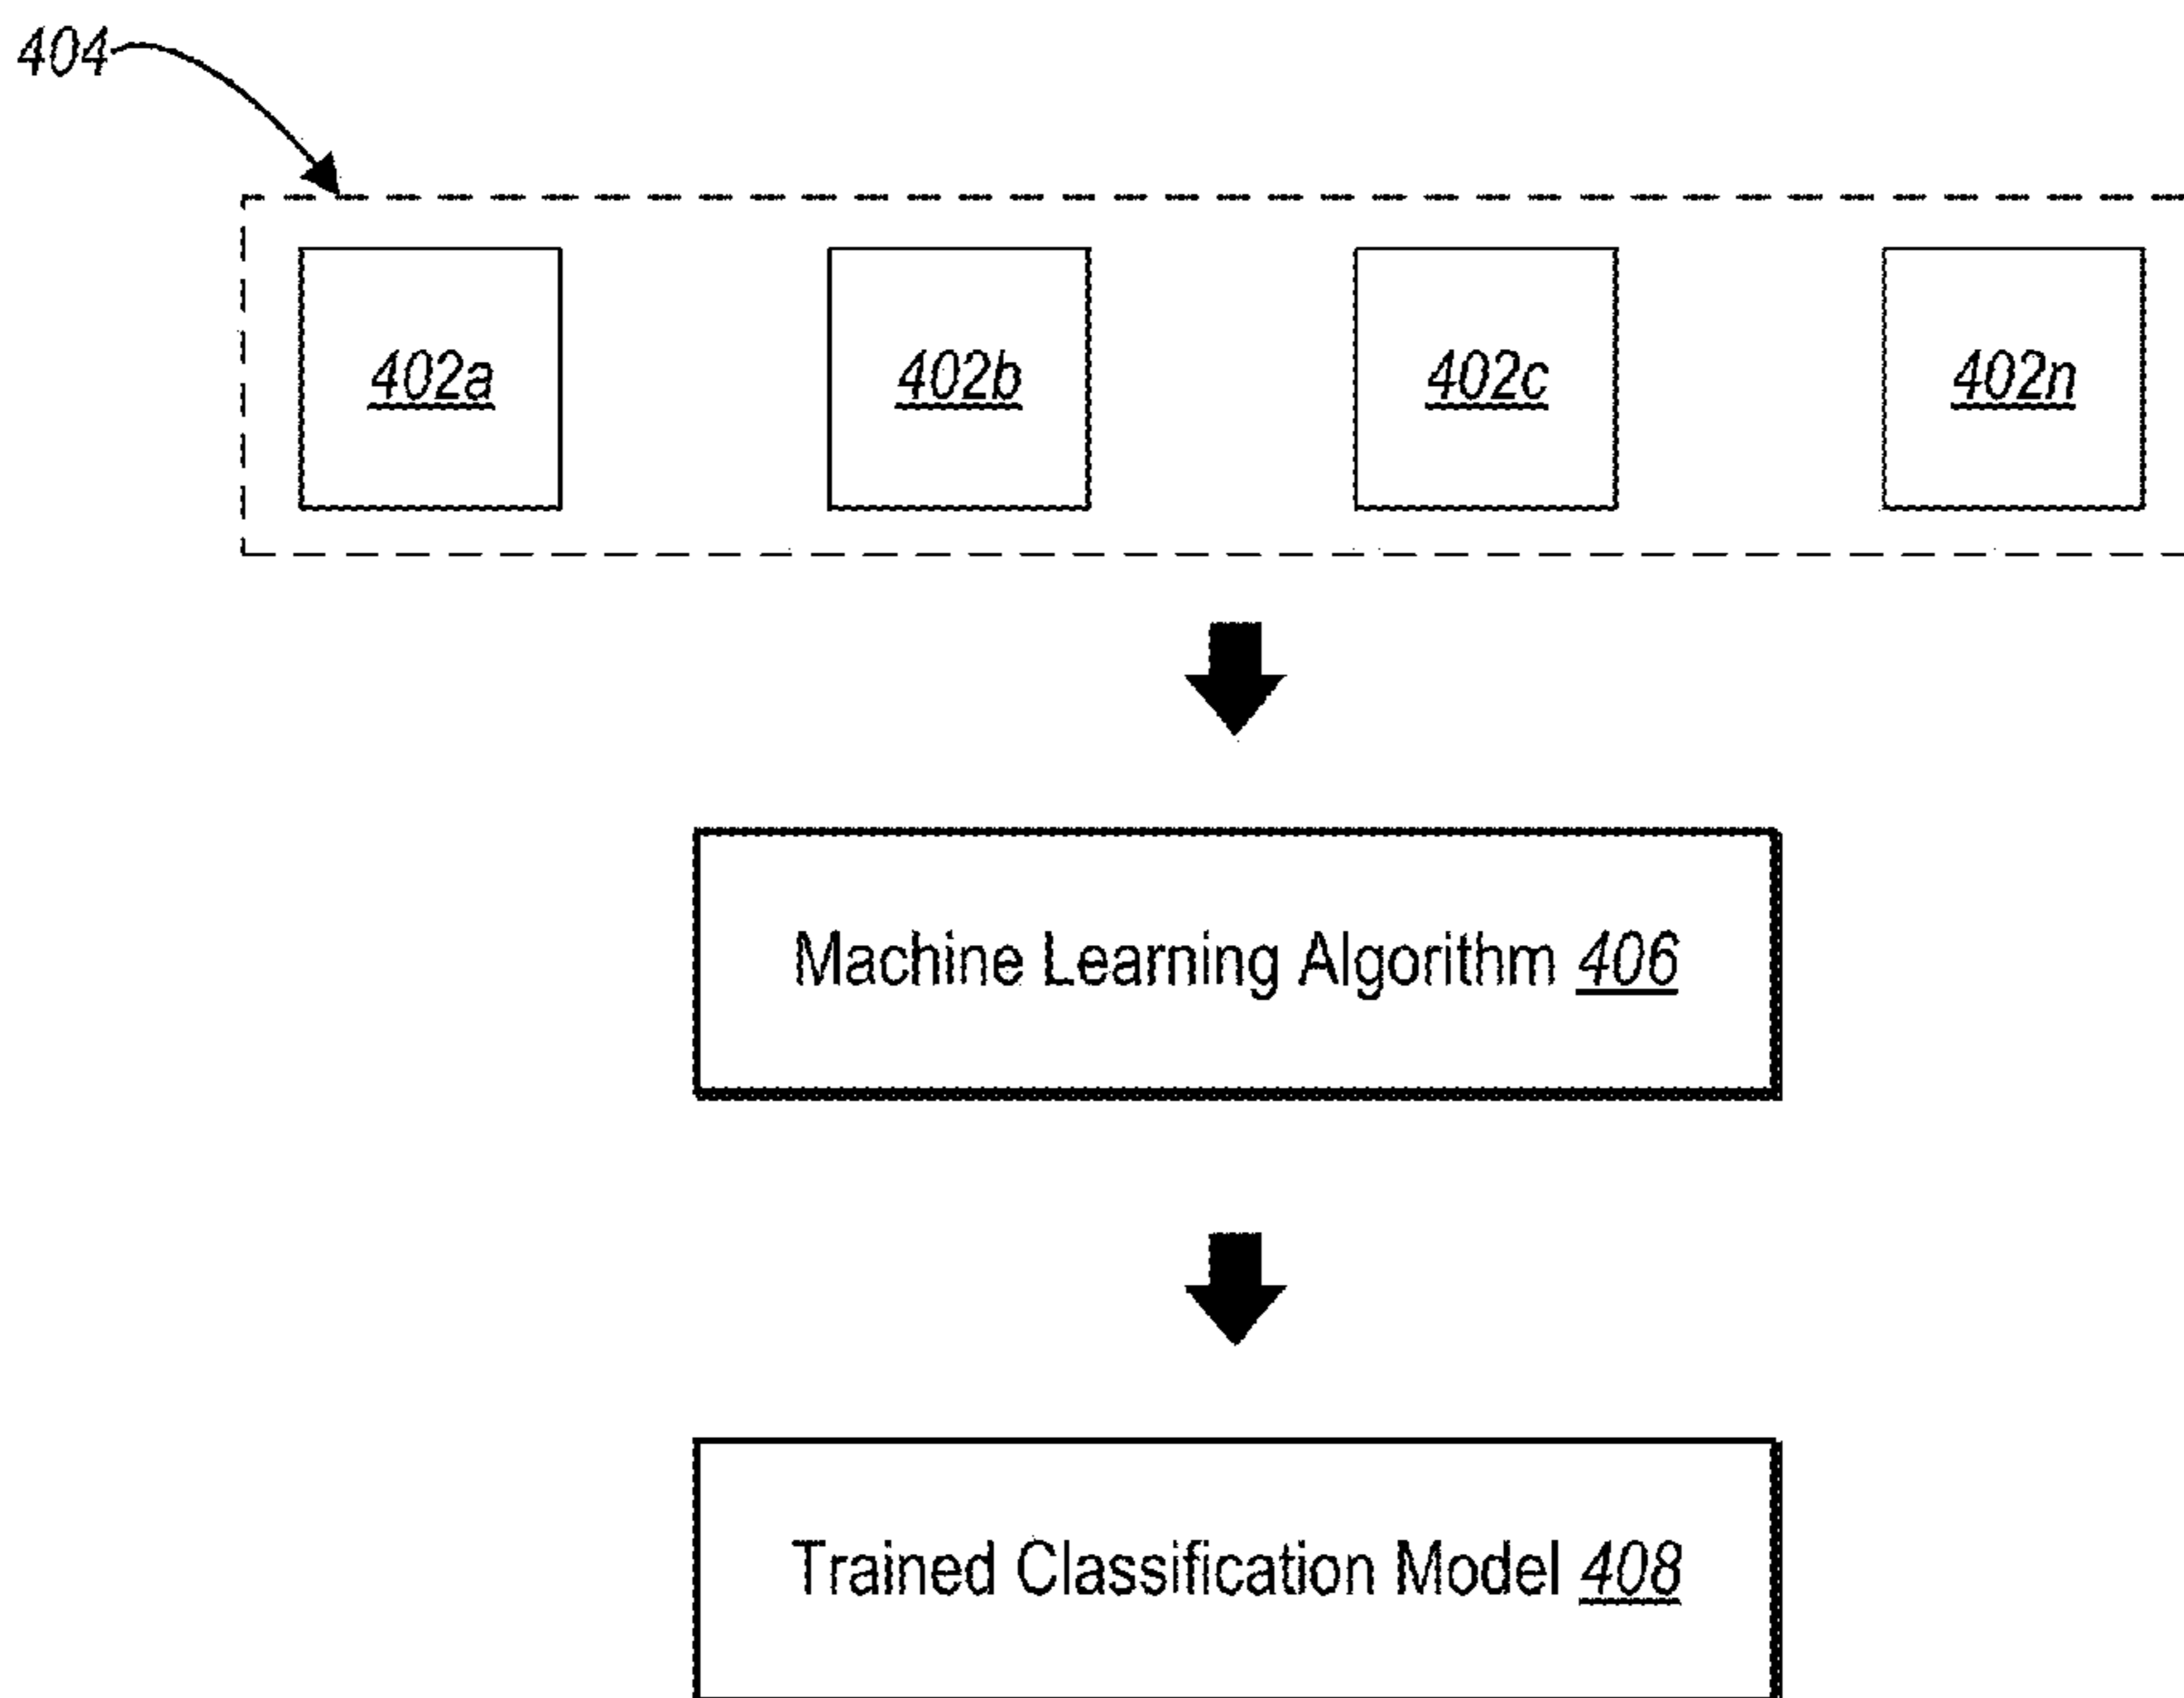 404
402a 402b 402c 402n
Machine Learning Algorithm 406
Trained Classification Model 408